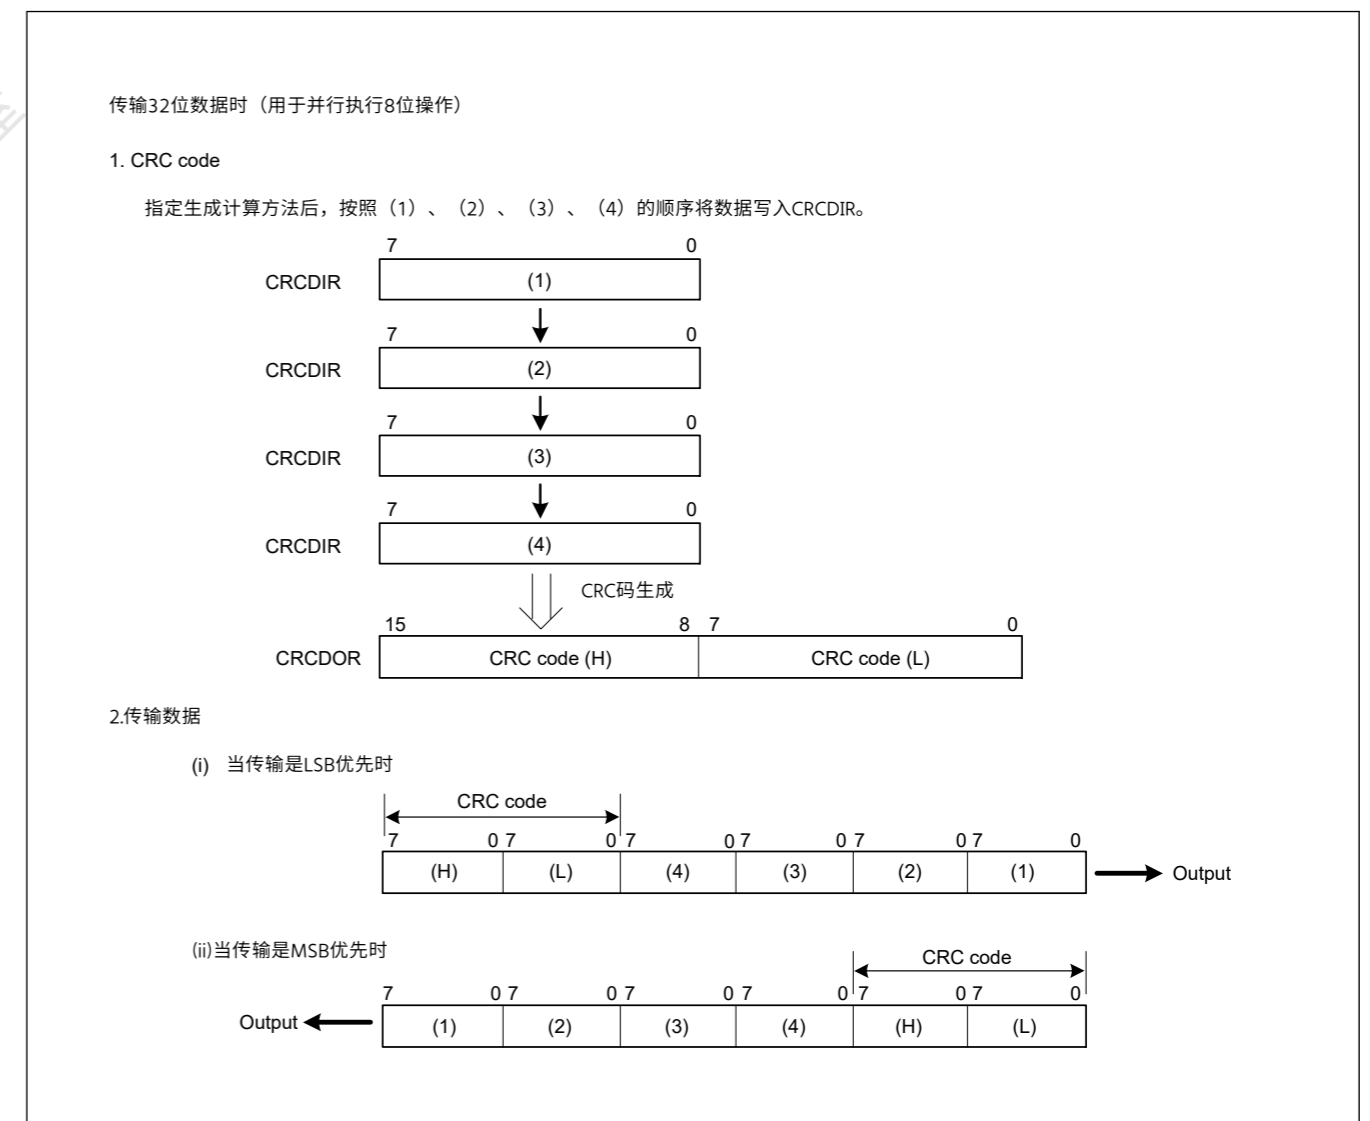 传输32位数据时（用于并行执行8位操作）
1. CRC code
指定生成计算方法后，按照（1）、（2）、（3）、（4）的顺序将数据写入CRCDIR。
7 0
CRCDIR (1)
7 0
CRCDIR (2)
7 0
CRCDIR (3)
7 0
CRCDIR (4)
CRC码生成
15 8 7 0
CRCDOR CRC code (H) CRC code (L)
2.传输数据
(i) 当传输是LSB优先时
CRC code
7 0 7 0 7 0 7 0 7 0 7 0
(H) (L) (4) (3) (2) (1) Output
(ii)当传输是MSB优先时
CRC code
7 0 7 0 7 0 7 0 7 0 7 0
Output (1) (2) (3) (4) (H) (L)